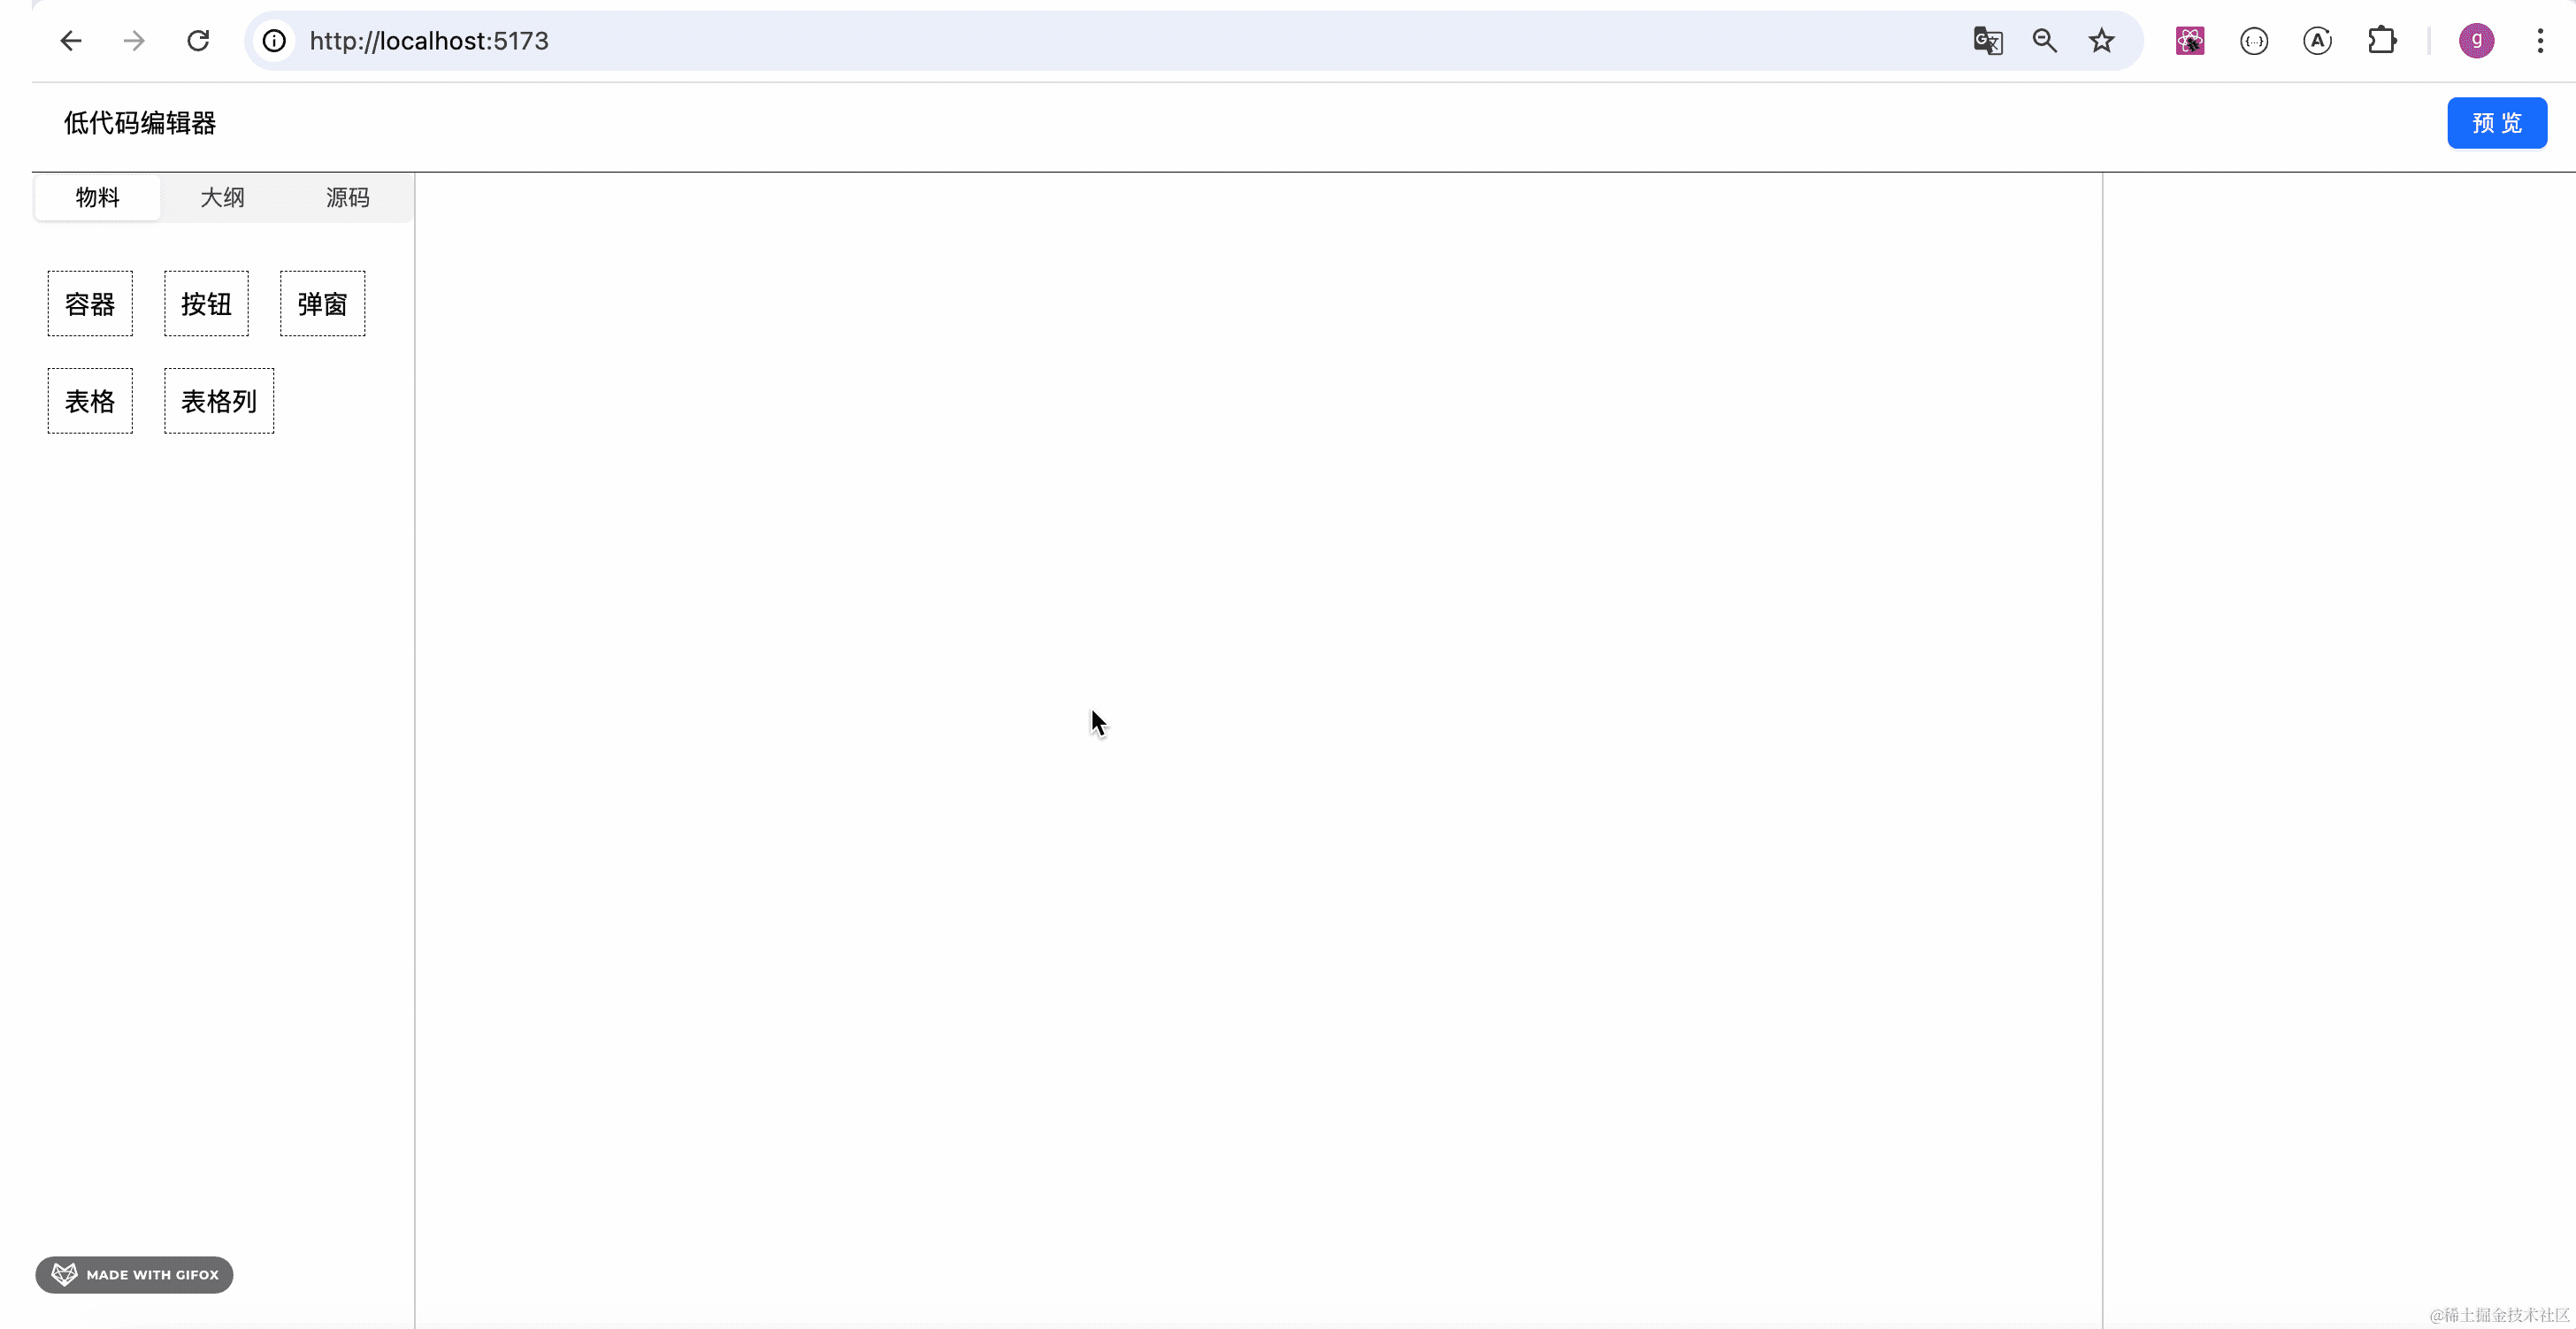 http://localhost:5173
g
低代码编辑器
预 览
物料 大纲 源码
容器 按钮 弹窗
表格 表格列
MADE WITH GIFOX
@稀土掘金技术社区